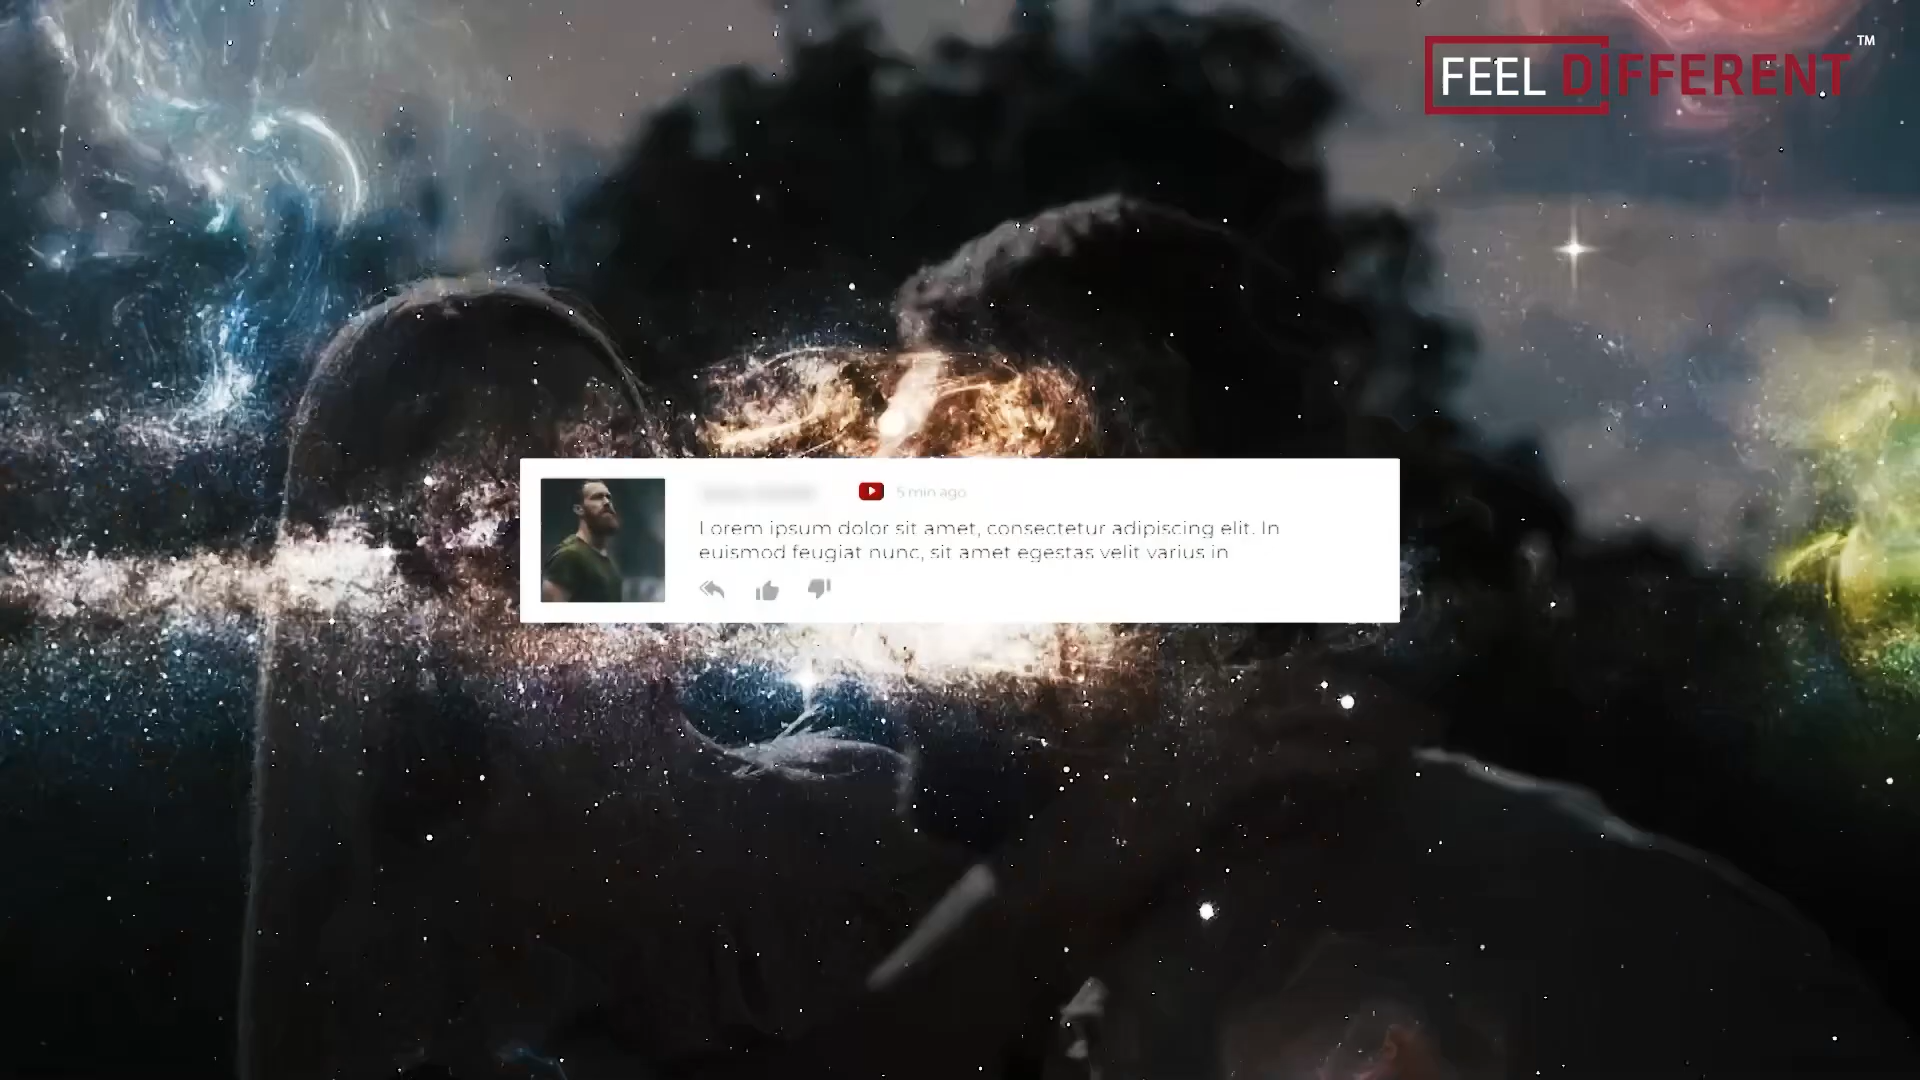 FEEL DIFFERENT™
5 min ago
Lorem ipsum dolor sit amet, consectetur adipiscing elit. In
euismod feugiat nunc, sit amet egestas velit varius in